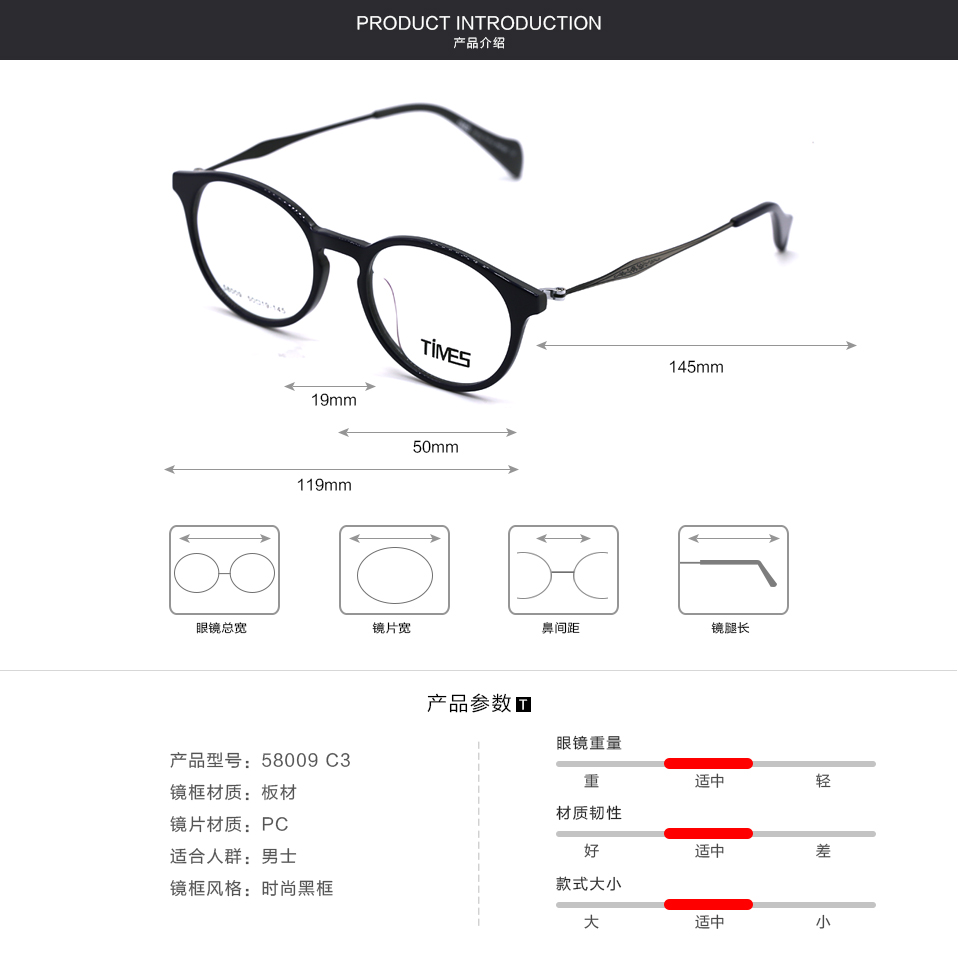 PRODUCT INTRODUCTION
产品介绍
58009 50□19-145
TIMES
145mm
19mm
50mm
119mm
眼镜总宽
镜片宽
鼻间距
镜腿长
产品参数 T
产品型号：58009 C3
镜框材质：板材
镜片材质：PC
适合人群：男士
镜框风格：时尚黑框
眼镜重量
重 适中 轻
材质韧性
好 适中 差
款式大小
大 适中 小